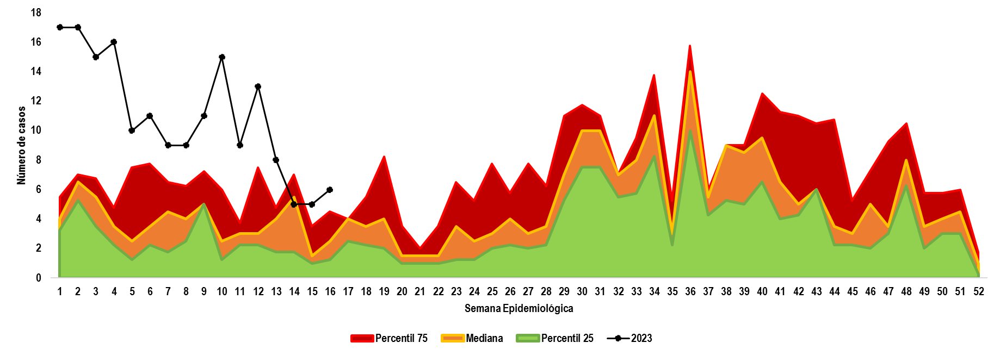 Número de casos
18
16
14
12
10
8
6
4
2
0
1 2 3 4 5 6 7 8 9 10 11 12 13 14 15 16 17 18 19 20 21 22 23 24 25 26 27 28 29 30 31 32 33 34 35 36 37 38 39 40 41 42 43 44 45 46 47 48 49 50 51 52
Semana Epidemiológica
Percentil 75 Mediana Percentil 25 2023